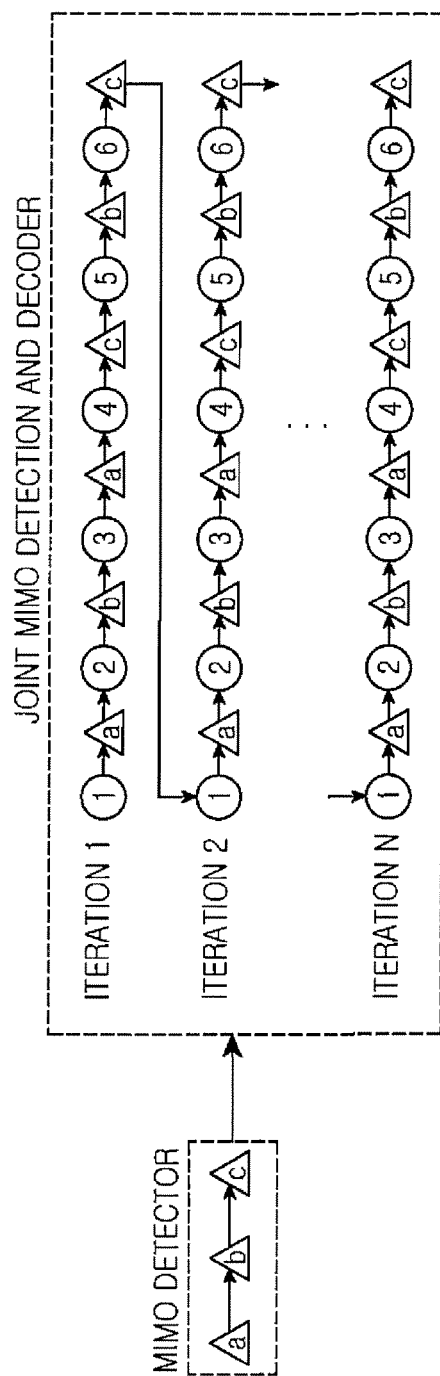 MIMO DETECTOR
a b c
JOINT MIMO DETECTION AND DECODER
ITERATION 1
1 a 2 b 3 a 4 c 5 b 6 c
ITERATION 2
1 a 2 b 3 a 4 c 5 b 6 c
...
ITERATION N
1 a 2 b 3 a 4 c 5 b 6 c